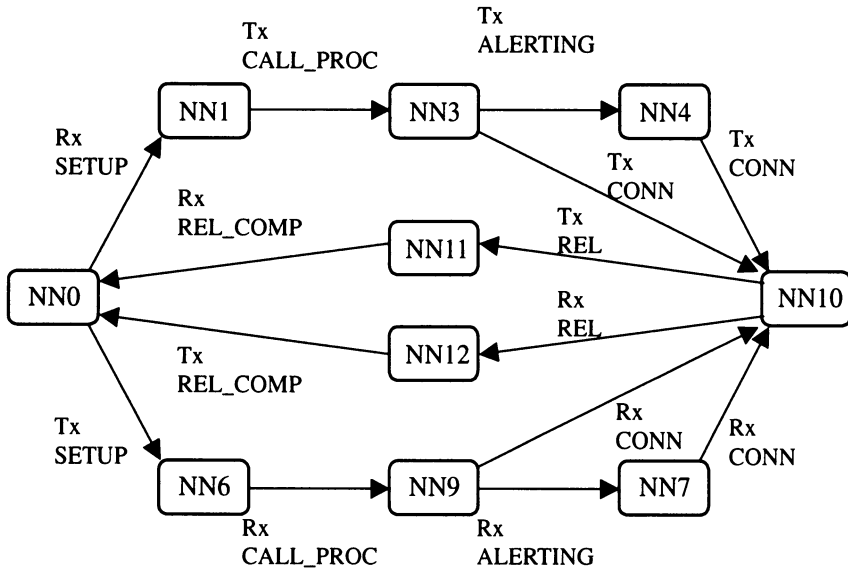 Tx
CALL_PROC
Tx
ALERTING
NN1
NN3
NN4
Rx
SETUP
Tx
CONN
Tx
CONN
Rx
REL_COMP
NN11
Tx
REL
NN0
NN10
Rx
REL
NN12
Tx
REL_COMP
Tx
SETUP
Rx
CONN
Rx
CONN
NN6
NN9
NN7
Rx
CALL_PROC
Rx
ALERTING